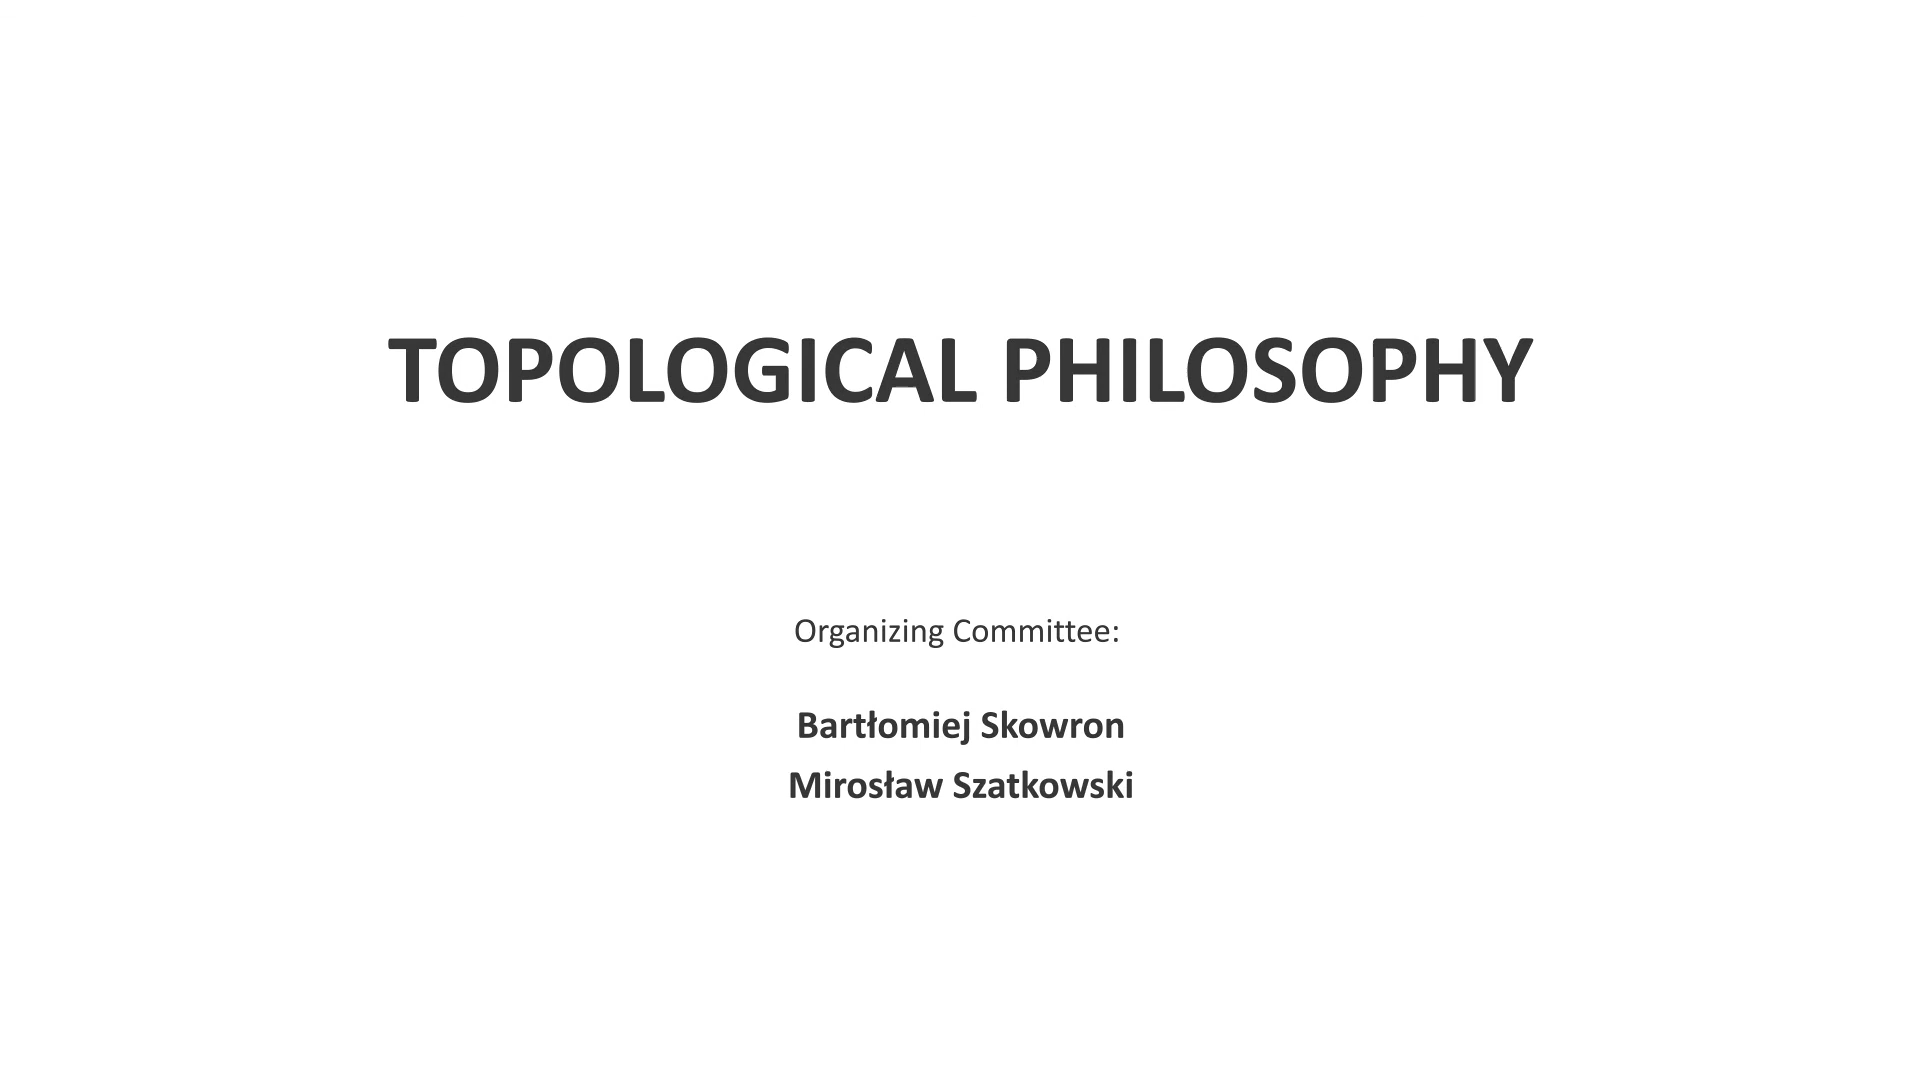 TOPOLOGICAL PHILOSOPHY
Organizing Committee:
Bartłomiej Skowron
Mirosław Szatkowski